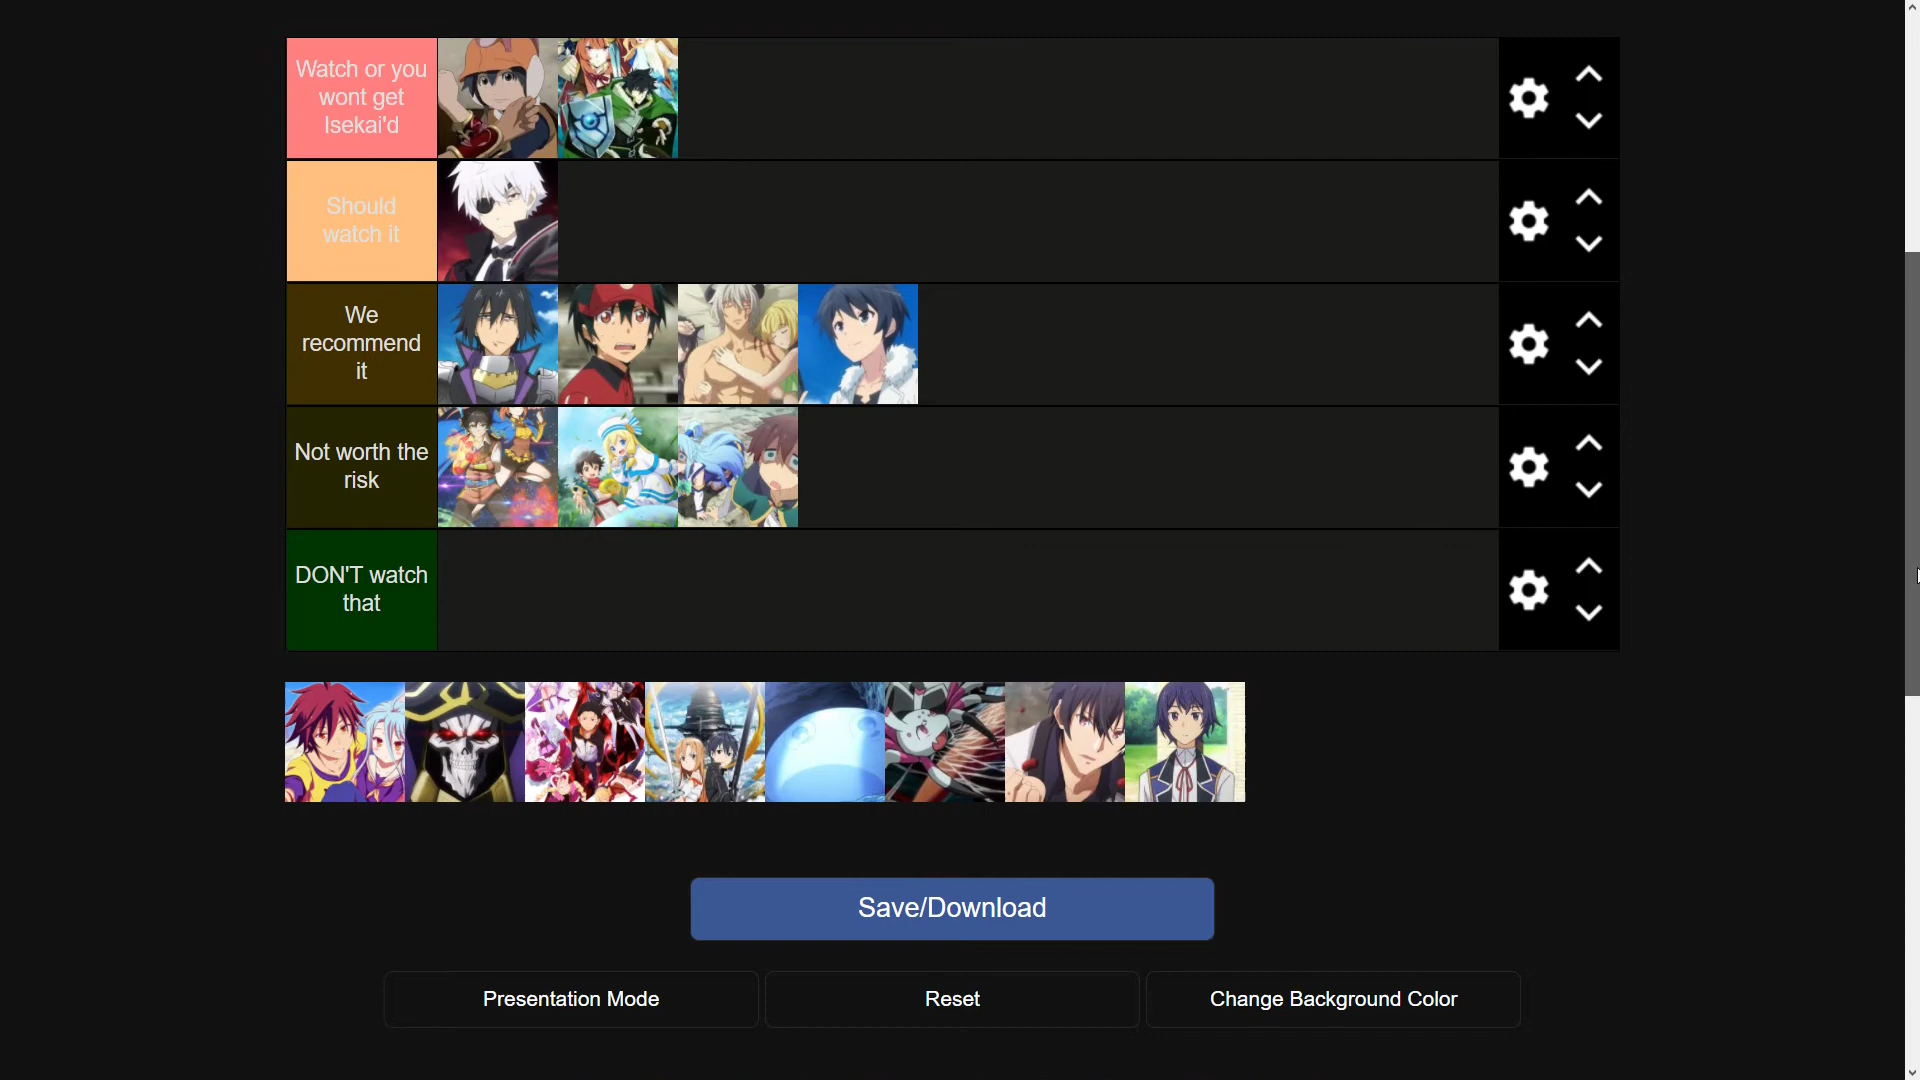 Watch or you
wont get
Isekai'd
Should
watch it
We
recommend
it
Not worth the
risk
DON'T watch
that
Save/Download
Presentation Mode
Reset
Change Background Color